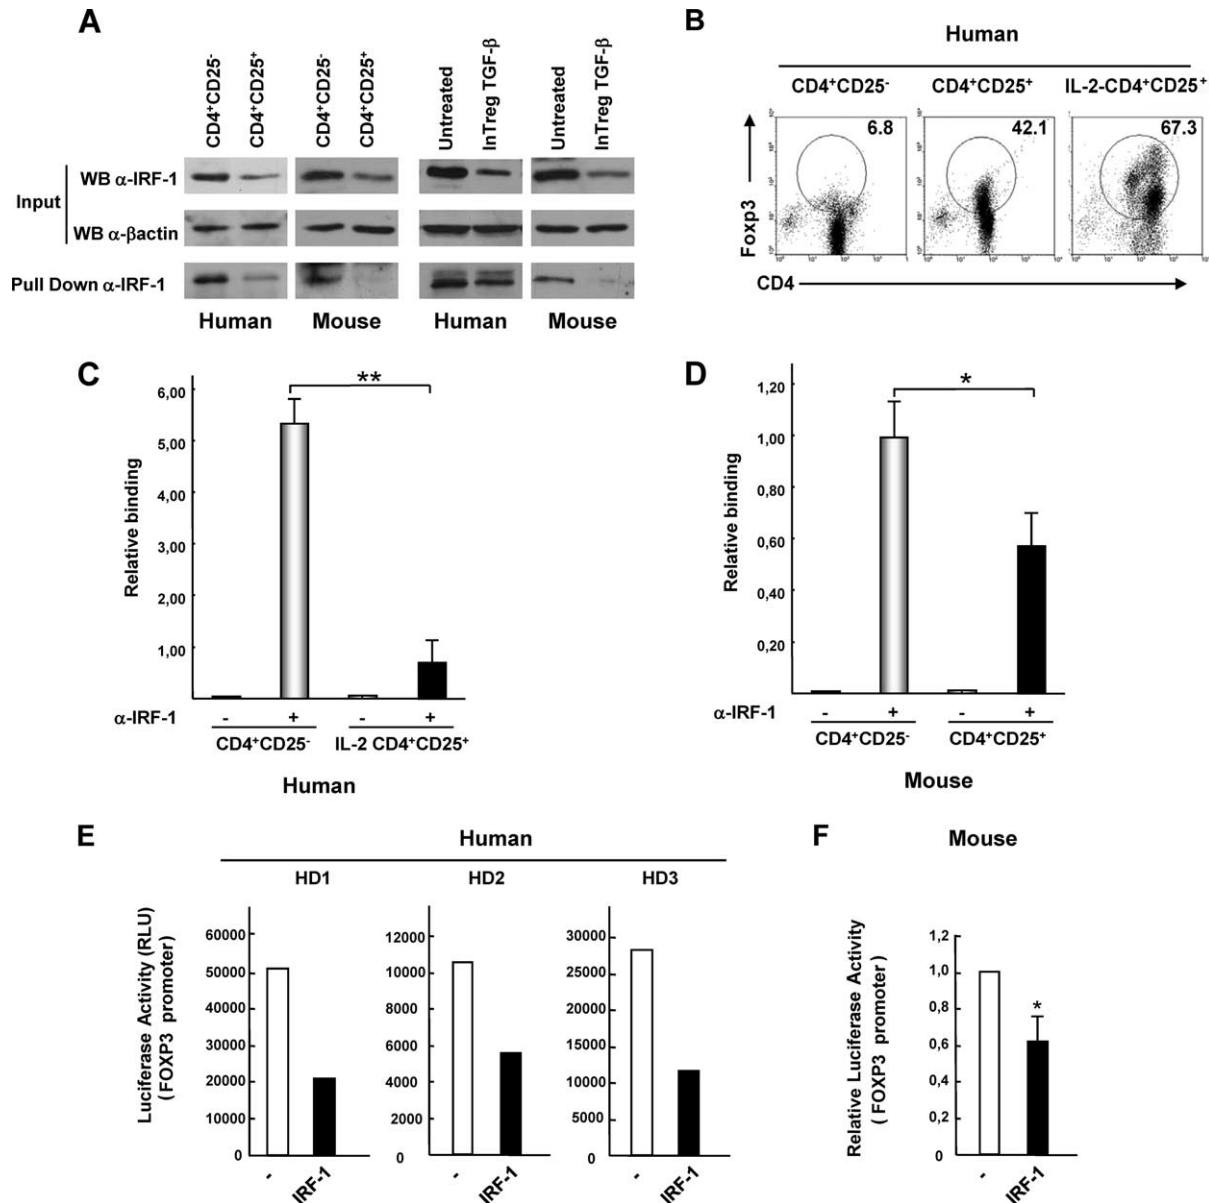 A
CD4+CD25-
CD4+CD25+
CD4+CD25-
CD4+CD25+
Untreated
InTreg TGF-β
Untreated
InTreg TGF-β
Input
WB α-IRF-1
WB α-βactin
Pull Down α-IRF-1
Human
Mouse
Human
Mouse
B
Human
CD4+CD25-
CD4+CD25+
IL-2-CD4+CD25+
6.8
42.1
67.3
Foxp3
CD4
C
Relative binding
6,00
5,00
4,00
3,00
2,00
1,00
**
α-IRF-1
-
+
-
+
CD4+CD25-
IL-2 CD4+CD25+
Human
D
Relative binding
1,20
1,00
0,80
0,60
0,40
0,20
*
α-IRF-1
-
+
-
+
CD4+CD25-
CD4+CD25+
Mouse
E
Human
HD1
HD2
HD3
Luciferase Activity (RLU)
( FOXP3 promoter)
60000
50000
40000
30000
20000
10000
0
-
IRF-1
12000
10000
8000
6000
4000
2000
0
-
IRF-1
30000
25000
20000
15000
10000
5000
0
-
IRF-1
F
Mouse
Relative Luciferase Activity
( FOXP3 promoter)
1,2
1,0
0,8
0,6
0,4
0,2
0
*
-
IRF-1